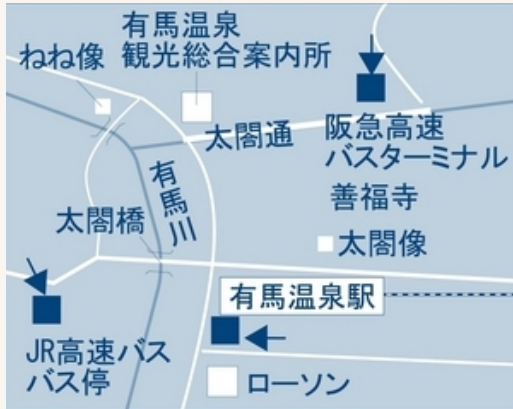 有馬温泉
観光総合案内所
ねね像
太閤通
阪急高速
バスターミナル
有馬川
善福寺
太閤橋
太閤像
有馬温泉駅
JR高速バス
バス停
ローソン